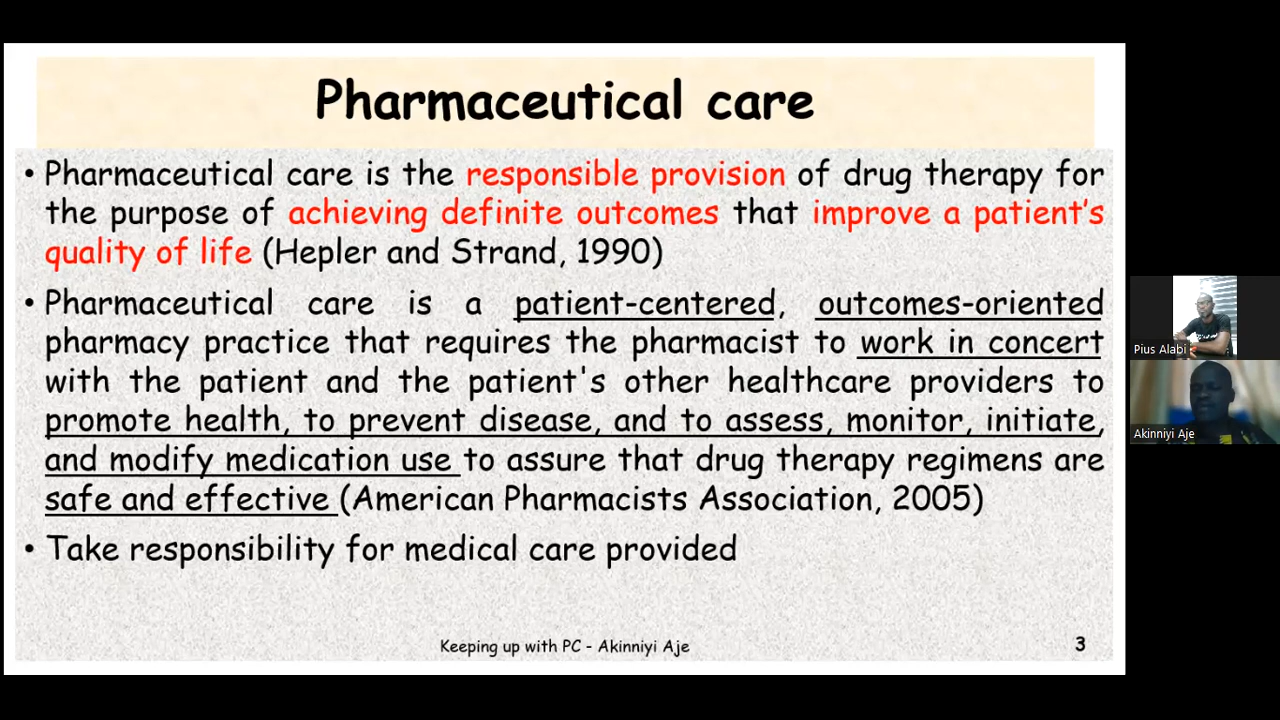 Pharmaceutical care
• Pharmaceutical care is the responsible provision of drug therapy for
the purpose of achieving definite outcomes that improve a patient’s
quality of life (Hepler and Strand, 1990)
• Pharmaceutical care is a patient-centered, outcomes-oriented
pharmacy practice that requires the pharmacist to work in concert
with the patient and the patient's other healthcare providers to
promote health, to prevent disease, and to assess, monitor, initiate,
and modify medication use to assure that drug therapy regimens are
safe and effective (American Pharmacists Association, 2005)
• Take responsibility for medical care provided
Keeping up with PC - Akinniyi Aje
3
Pius Alabi
Akinniyi Aje